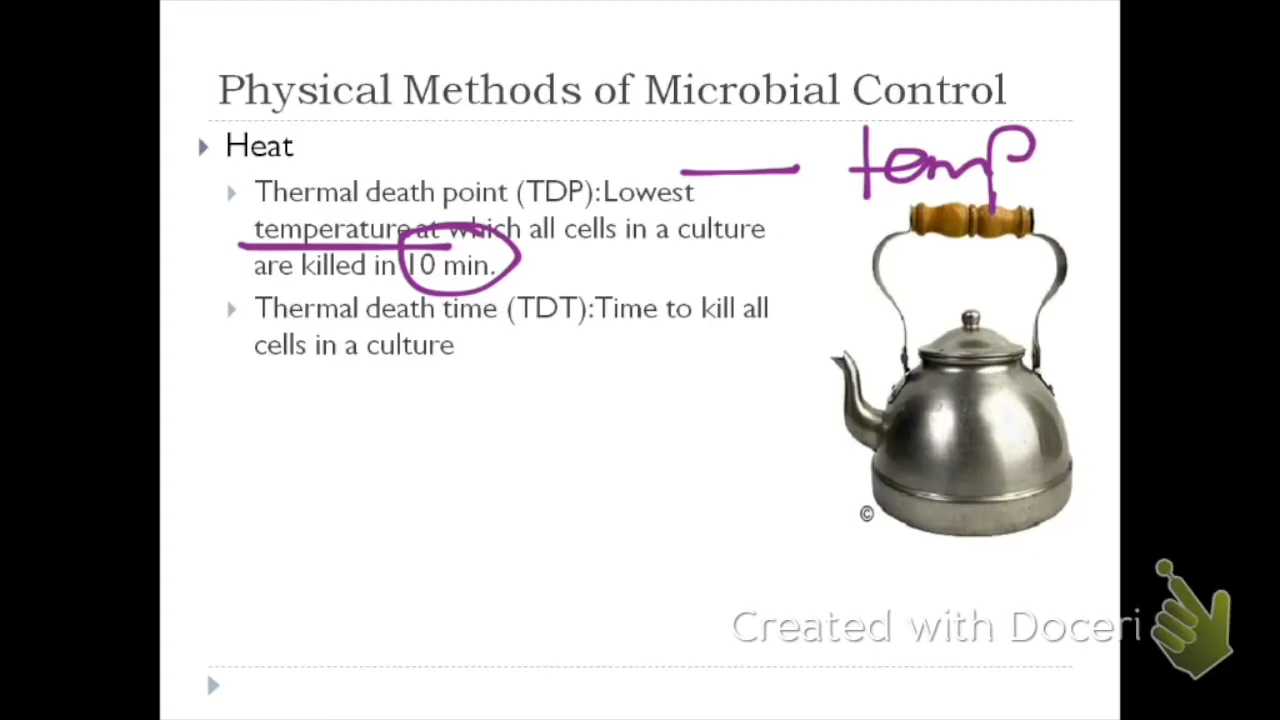 Physical Methods of Microbial Control
Heat
temp
Thermal death point (TDP):Lowest
temperature at which all cells in a culture
are killed in 10 min.
Thermal death time (TDT):Time to kill all
cells in a culture
©
Created with Doceri